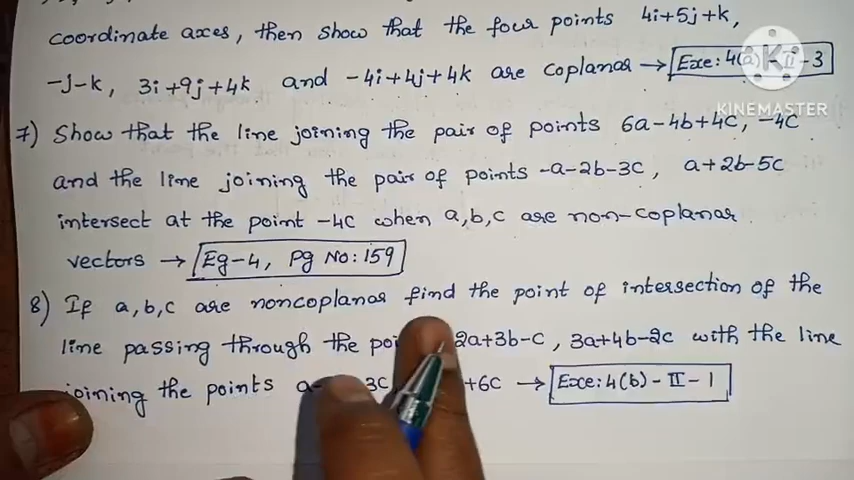 coordinate axes, then show that the four points 4i+5j+k,
-j-k, 3i+9j+4k and -4i+4j+4k are coplanar → Exe: 4(a)-II-3
KINEMASTER
7) Show that the line joining the pair of points 6a-4b+4c, -4c
and the line joining the pair of points -a-2b-3c, a+2b-5c
intersect at the point -4c when a,b,c are non-coplanar
vectors → Eg-4, Pg No: 159
8) If a,b,c are noncoplanar find the point of intersection of the
line passing through the 2a+3b-c, 3a+4b-2c with the line
joining the points 3c +6c → Exe: 4(b)-II-1